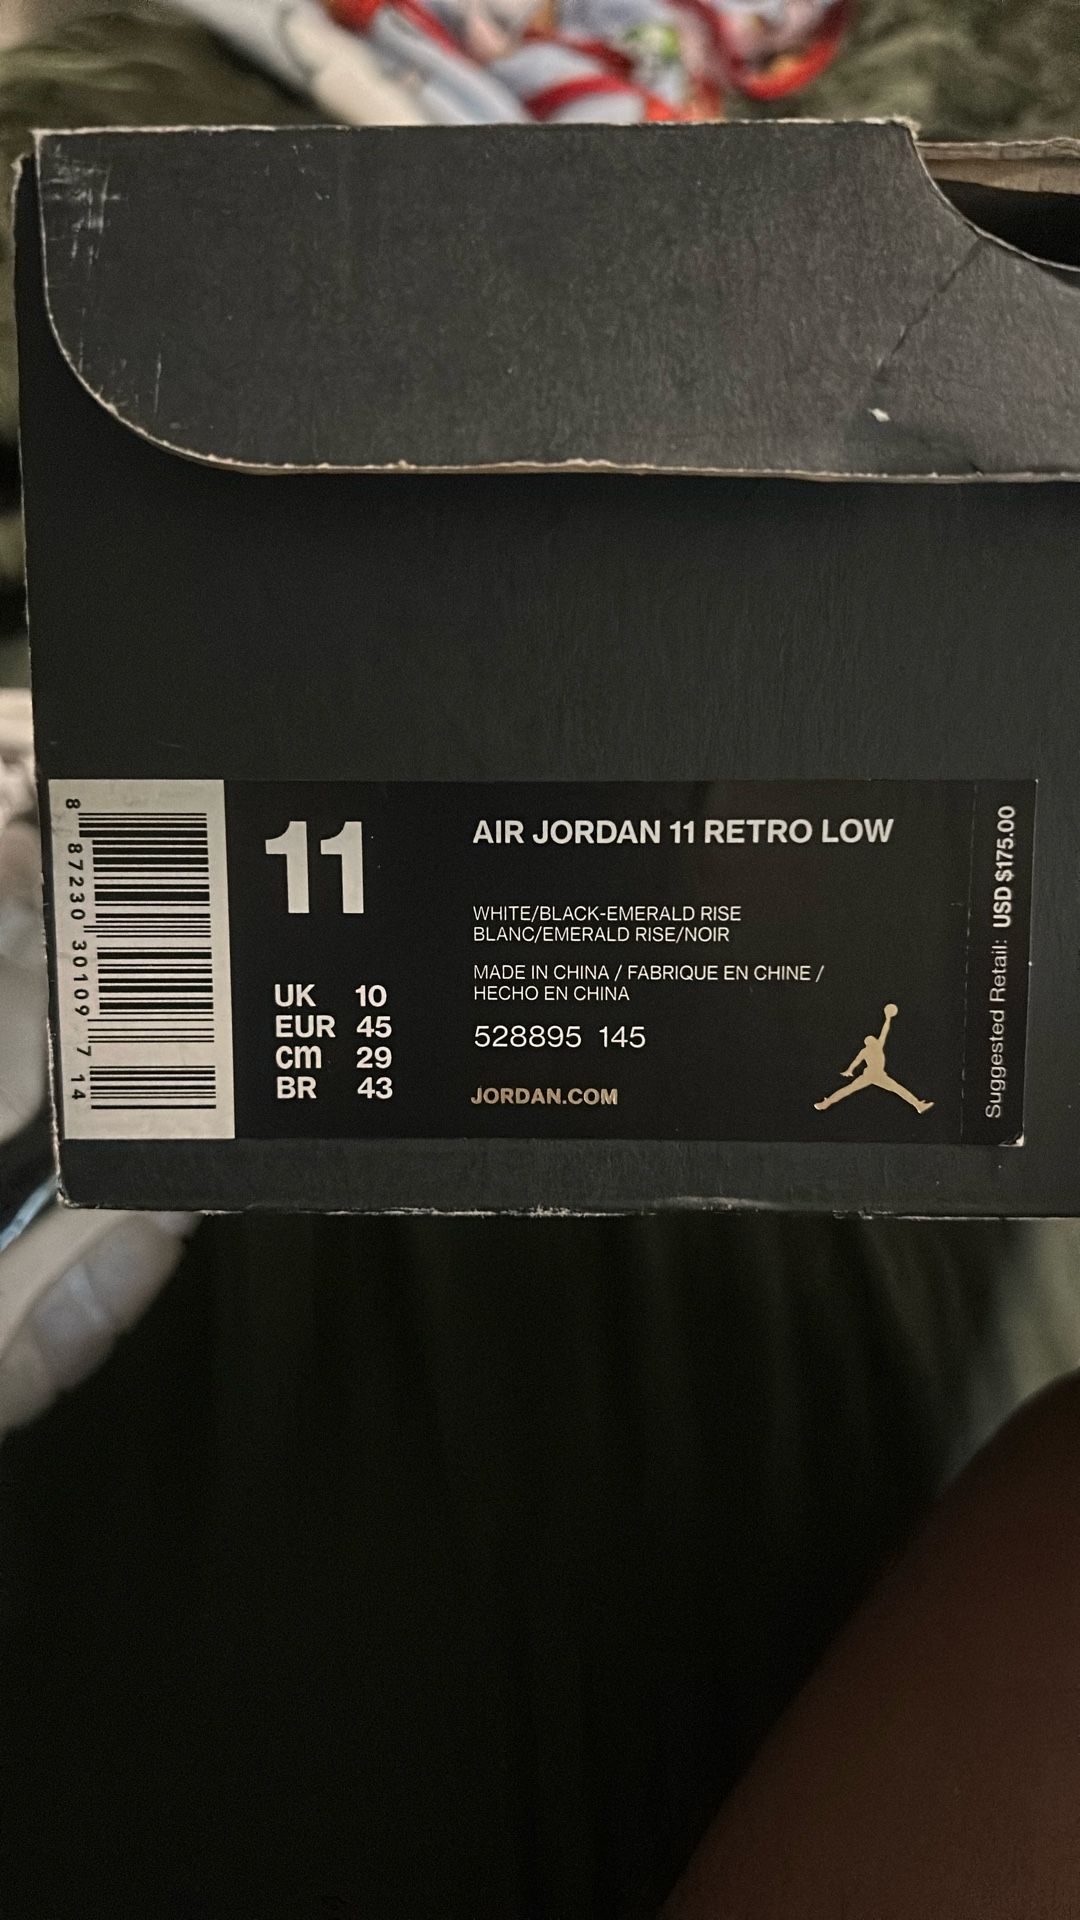 8 87230 30109 7 14
11
UK 10
EUR 45
cm 29
BR 43
AIR JORDAN 11 RETRO LOW
WHITE/BLACK-EMERALD RISE
BLANC/EMERALD RISE/NOIR
MADE IN CHINA / FABRIQUE EN CHINE /
HECHO EN CHINA
528895 145
JORDAN.COM
Suggested Retail: USD $175.00